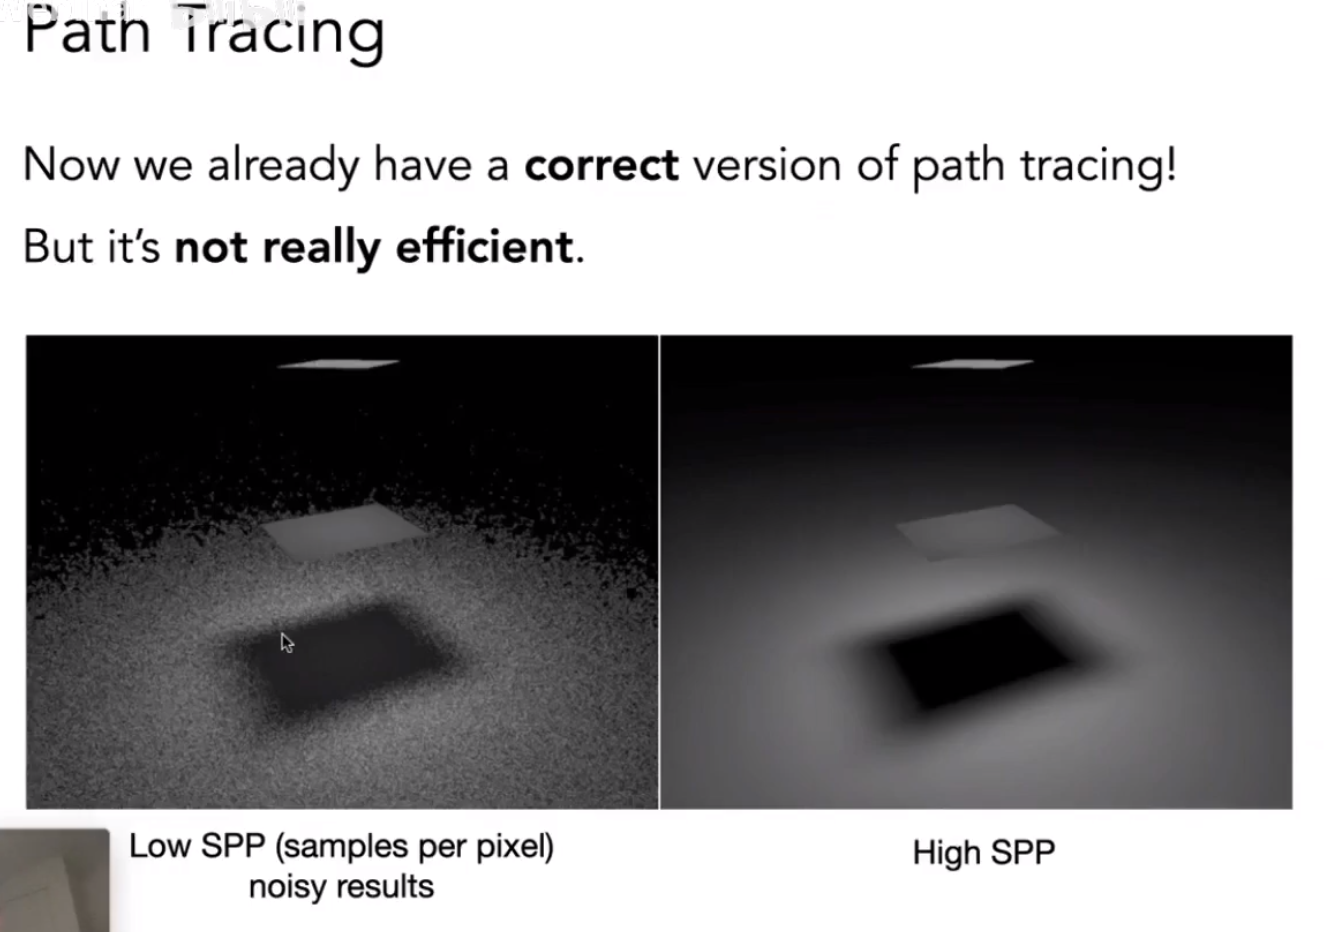 Path Tracing
Now we already have a correct version of path tracing!
But it’s not really efficient.
Low SPP (samples per pixel)
noisy results
High SPP